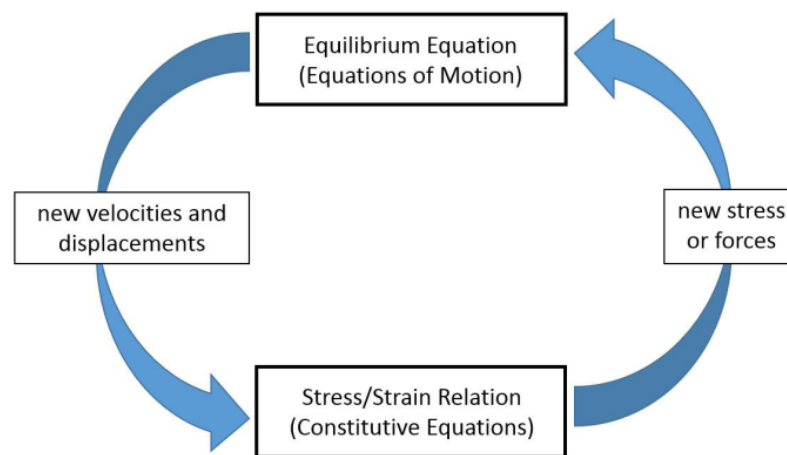 Equilibrium Equation
(Equations of Motion)
new velocities and
displacements
new stress
or forces
Stress/Strain Relation
(Constitutive Equations)